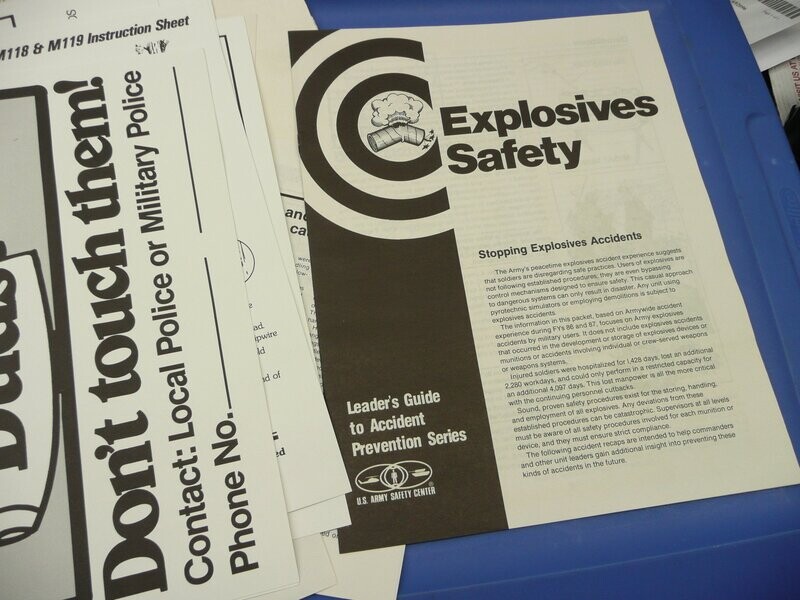 M118 & M119 Instruction Sheet
Duds!
Don't touch them!
Contact: Local Police or Military Police
Phone No.
and
ca
Explosives
Safety
Stopping Explosives Accidents
The Army's peacetime explosives accident experience suggests
that soldiers are disregarding safe practices. Users of explosives are
not following established procedures; they are even bypassing
control mechanisms designed to ensure safety. This casual approach
to dangerous systems can only result in disaster. Any unit using
pyrotechnic simulators or employing demolitions is subject to
explosives accidents.
The information in this packet, based on Armywide accident
experience during FYs 86 and 87, focuses on Army explosives
accidents by military users. It does not include explosives accidents
that occurred in the development or storage of explosives devices or
munitions or accidents involving individual or crew-served weapons
or weapons systems.
Injured soldiers were hospitalized for 1,428 days, lost an additional
2,280 workdays, and could only perform in a restricted capacity for
an additional 4,097 days. This lost manpower is all the more critical
with the continuing personnel cutbacks.
Sound, proven safety procedures exist for the storing, handling,
and employment of all explosives. Any deviations from these
established procedures can be catastrophic. Supervisors at all levels
must be aware of all safety procedures involved for each munition or
device, and they must ensure strict compliance.
The following accident recaps are intended to help commanders
and other unit leaders gain additional insight into preventing these
kinds of accidents in the future.
Leader's Guide
to Accident
Prevention Series
U.S. ARMY SAFETY CENTER